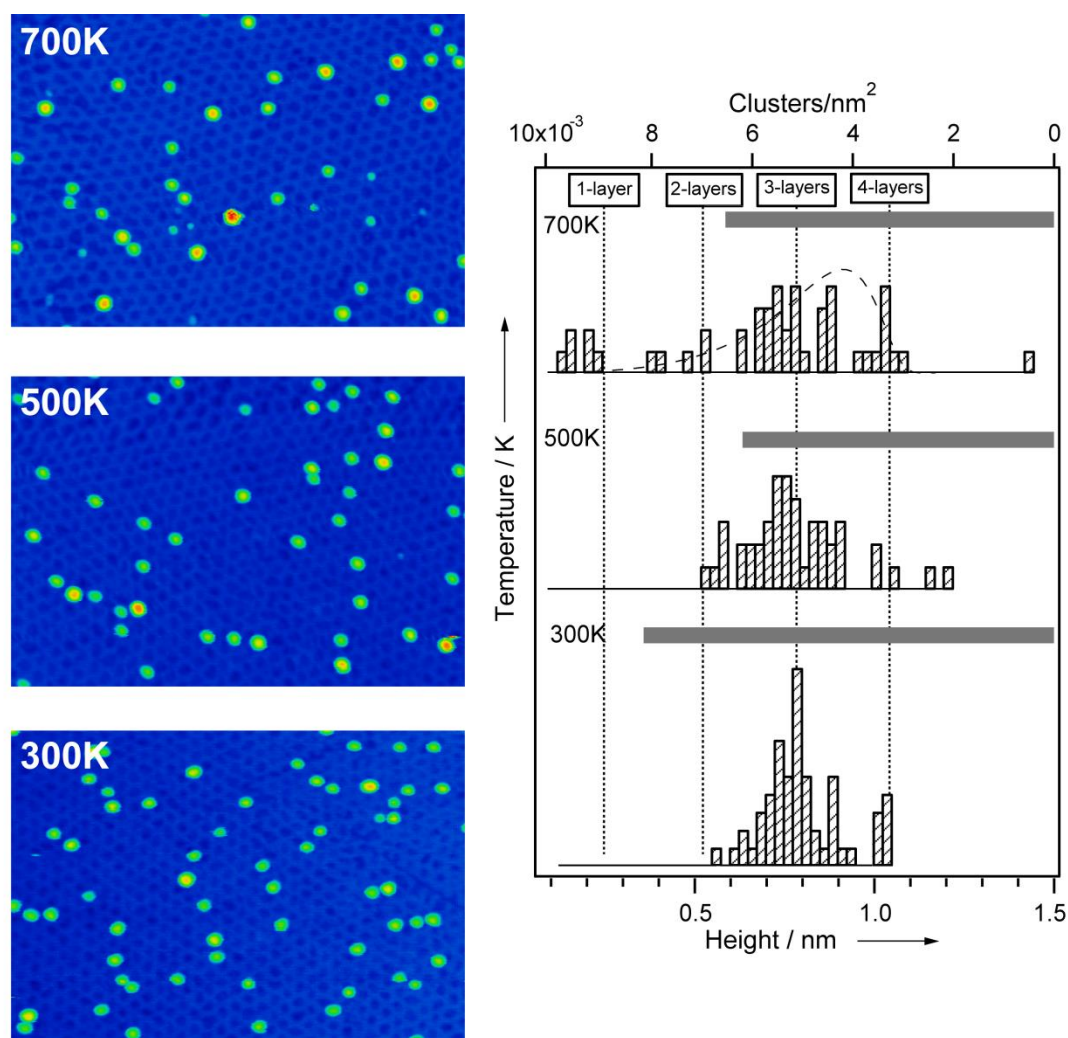 700K
500K
300K
Clusters/nm²
10x10⁻³ 8 6 4 2 0
1-layer 2-layers 3-layers 4-layers
700K
500K
300K
Temperature / K
0.5 1.0 1.5
Height / nm